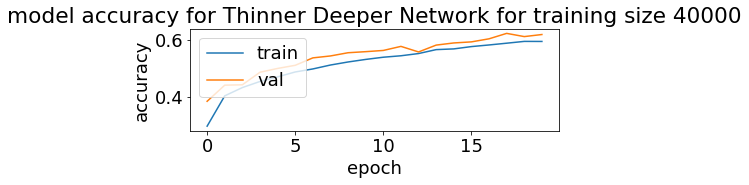 model accuracy for Thinner Deeper Network for training size 40000
accuracy
0.6
0.4
train
val
0 5 10 15
epoch